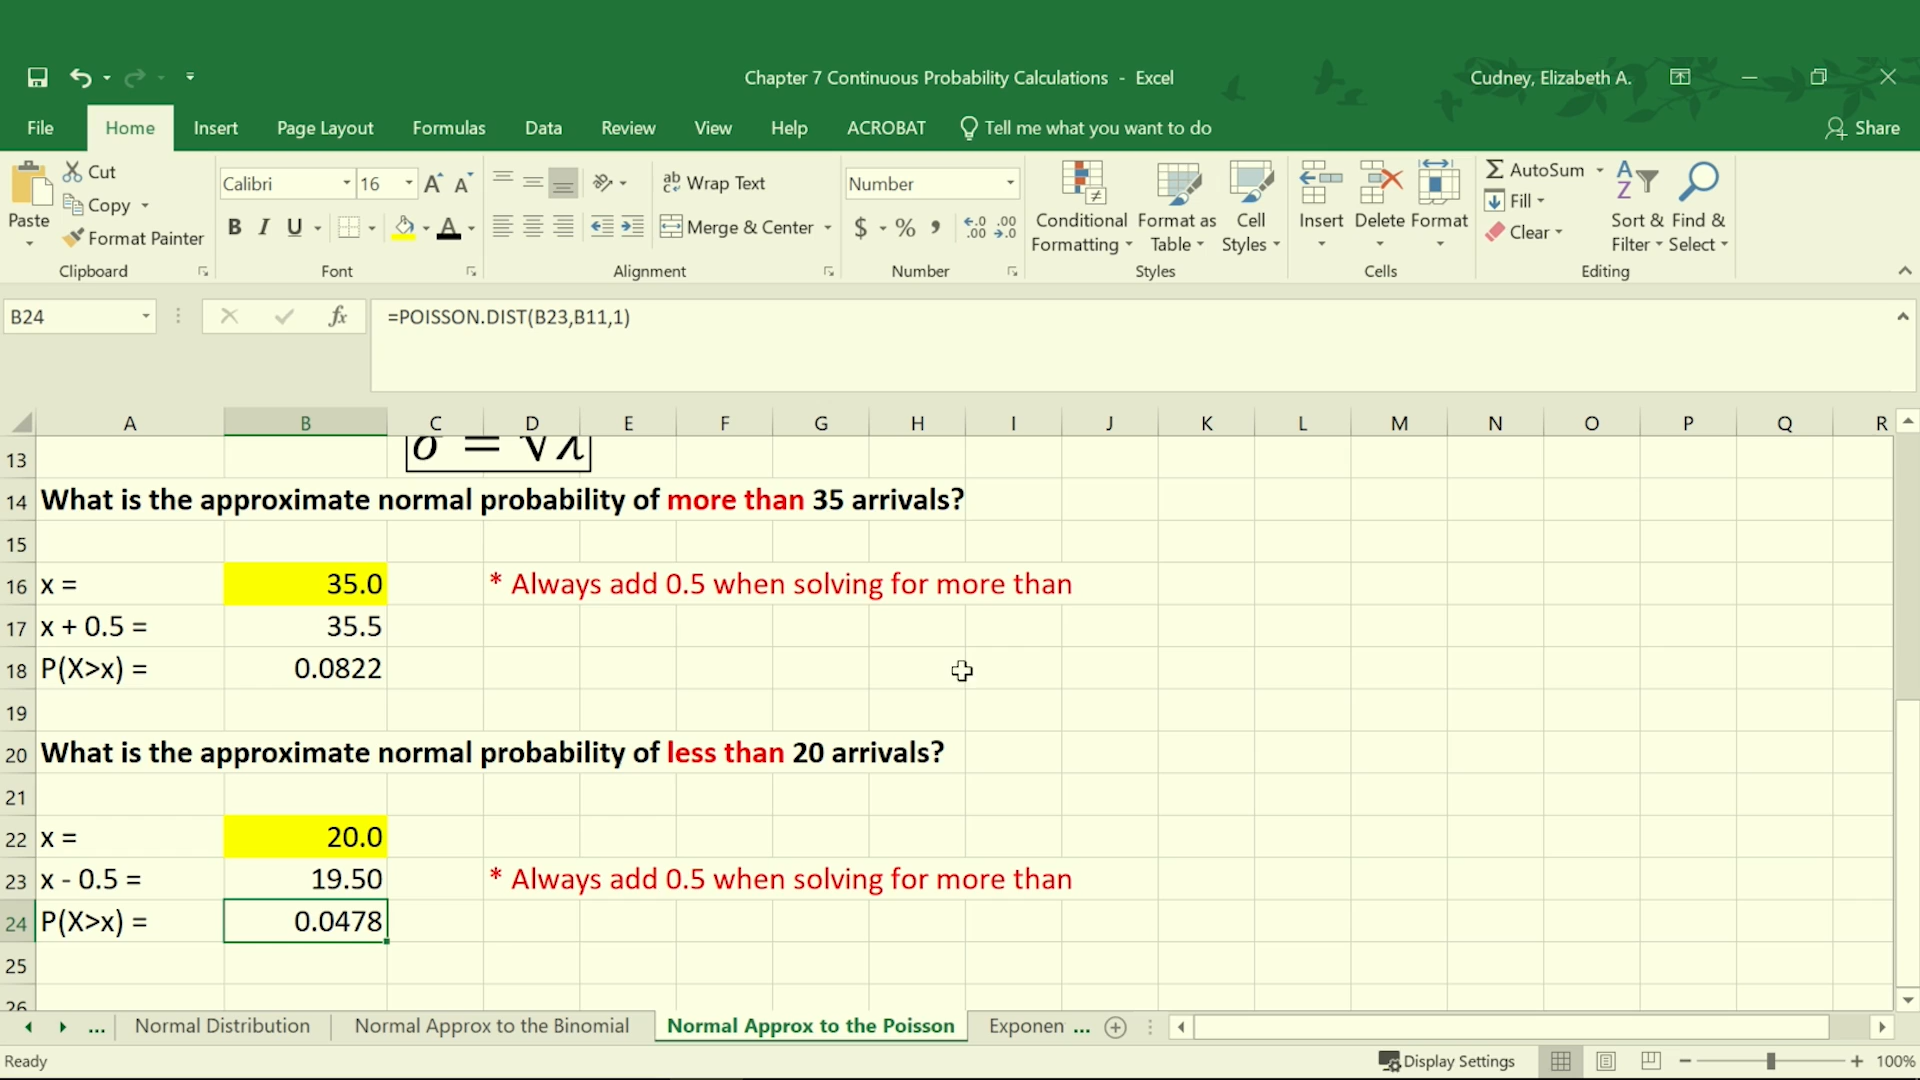 Chapter 7 Continuous Probability Calculations - Excel
Cudney, Elizabeth A.
File Home Insert Page Layout Formulas Data Review View Help ACROBAT Tell me what you want to do Share
Paste
Cut
Copy
Format Painter
Clipboard
Calibri 16 A A
B I U A
Font
ab Wrap Text
Merge & Center
Alignment
Number
$ % ,
Number
Conditional Formatting
Format as Table
Cell Styles
Styles
Insert Delete Format
Cells
AutoSum
Fill
Clear
Sort & Filter
Find & Select
Editing
B24 fx =POISSON.DIST(B23,B11,1)
A B C D E F G H I J K L M N O P Q R
13 σ = √λ
14 What is the approximate normal probability of more than 35 arrivals?
15
16 x = 35.0 * Always add 0.5 when solving for more than
17 x + 0.5 = 35.5
18 P(X>x) = 0.0822
19
20 What is the approximate normal probability of less than 20 arrivals?
21
22 x = 20.0
23 x - 0.5 = 19.50 * Always add 0.5 when solving for more than
24 P(X>x) = 0.0478
25
26
... Normal Distribution Normal Approx to the Binomial Normal Approx to the Poisson Exponen ...
Ready Display Settings 100%